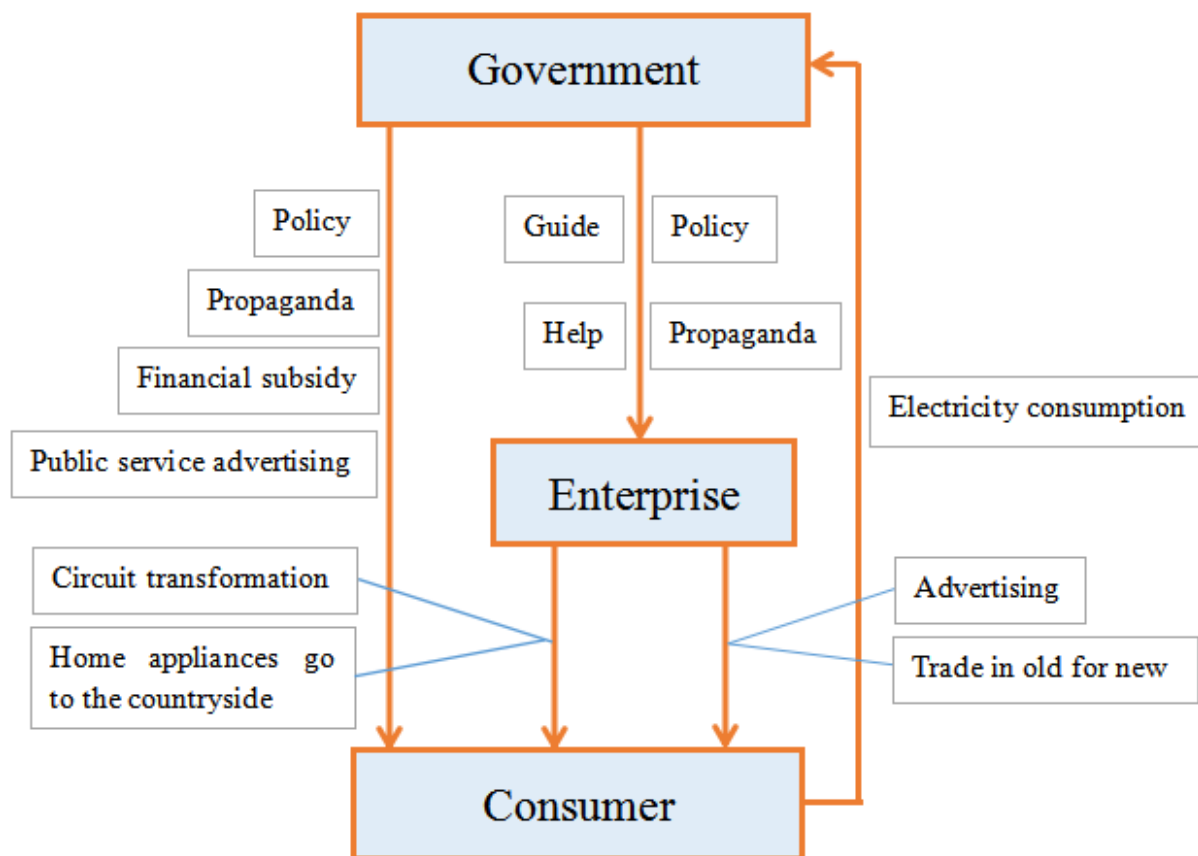 Government
Policy
Guide
Policy
Propaganda
Help
Propaganda
Financial subsidy
Electricity consumption
Public service advertising
Enterprise
Circuit transformation
Advertising
Home appliances go
to the countryside
Trade in old for new
Consumer